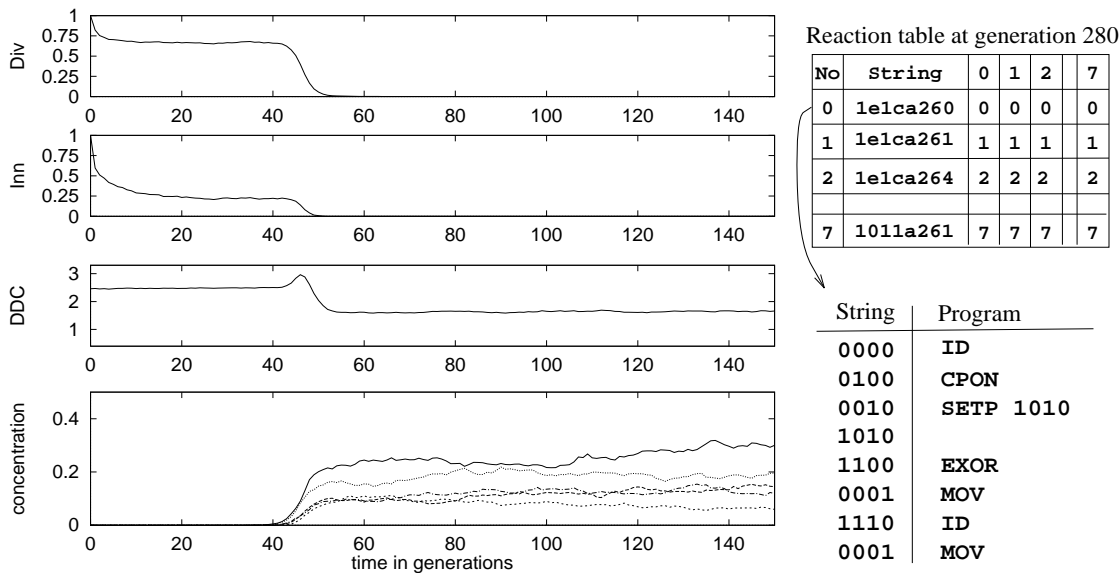 Div
1
0.75
0.5
0.25
0
0 20 40 60 80 100 120 140
Inn
1
0.75
0.5
0.25
0
0 20 40 60 80 100 120 140
DDC
3
2
1
0 20 40 60 80 100 120 140
concentration
0.4
0.2
0
0 20 40 60 80 100 120 140
time in generations
Reaction table at generation 280
No String 0 1 2 7
0 1e1ca260 0 0 0 0
1 1e1ca261 1 1 1 1
2 1e1ca264 2 2 2 2
7 1011a261 7 7 7 7
String Program
0000 ID
0100 CPON
0010 SETP 1010
1010
1100 EXOR
0001 MOV
1110 ID
0001 MOV